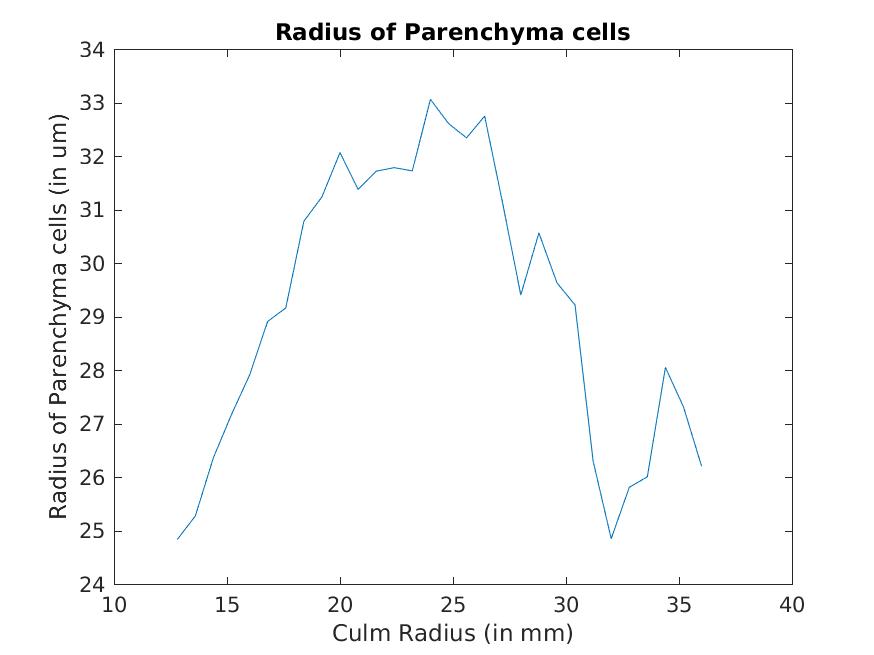 Radius of Parenchyma cells
Radius of Parenchyma cells (in um)
34
33
32
31
30
29
28
27
26
25
24
10 15 20 25 30 35 40
Culm Radius (in mm)